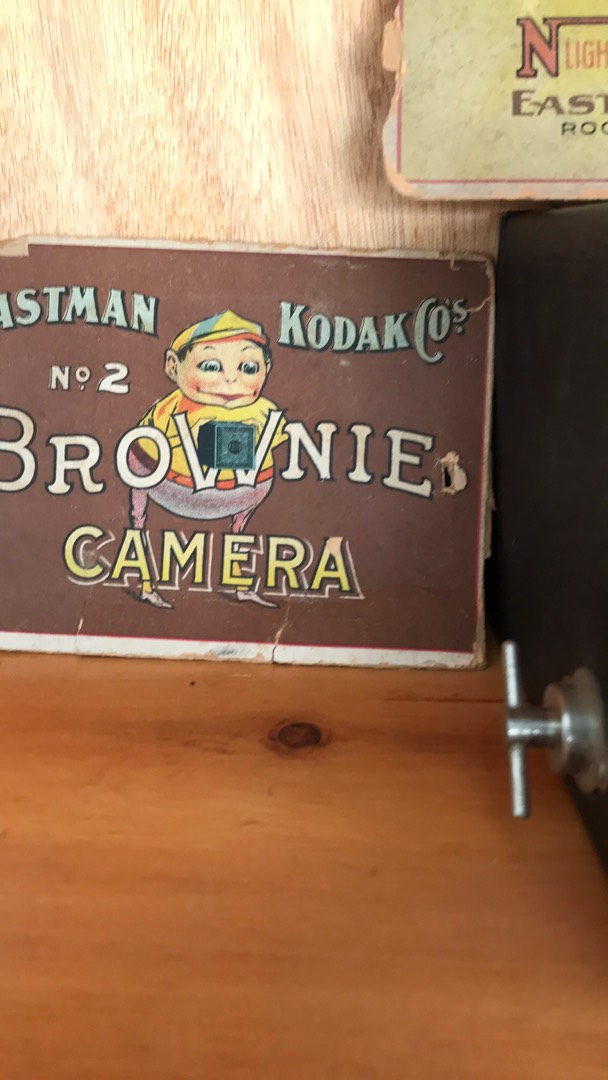 N LIGH
EAST
ROC
ASTMAN KODAK CO'S.
No 2
BROWNIE
CAMERA